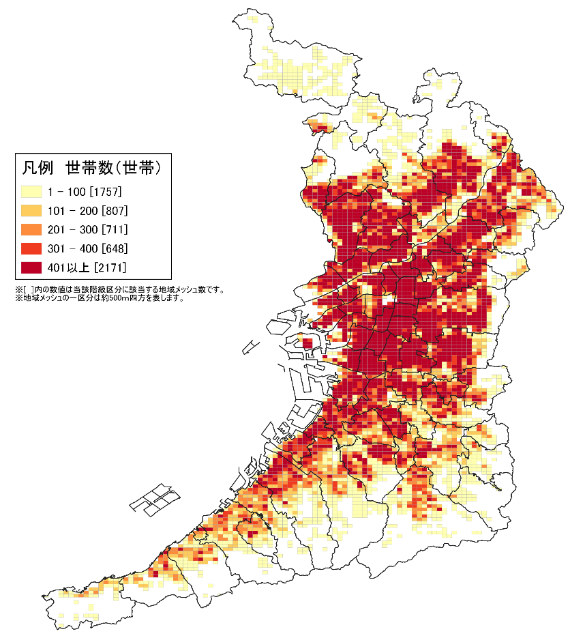 凡例 世帯数(世帯)
1 - 100 [1757]
101 - 200 [807]
201 - 300 [711]
301 - 400 [648]
401以上 [2171]
※[ ]内の数値は当該階級区分に該当する地域メッシュ数です。
※地域メッシュの一区分は約500m四方を表します。